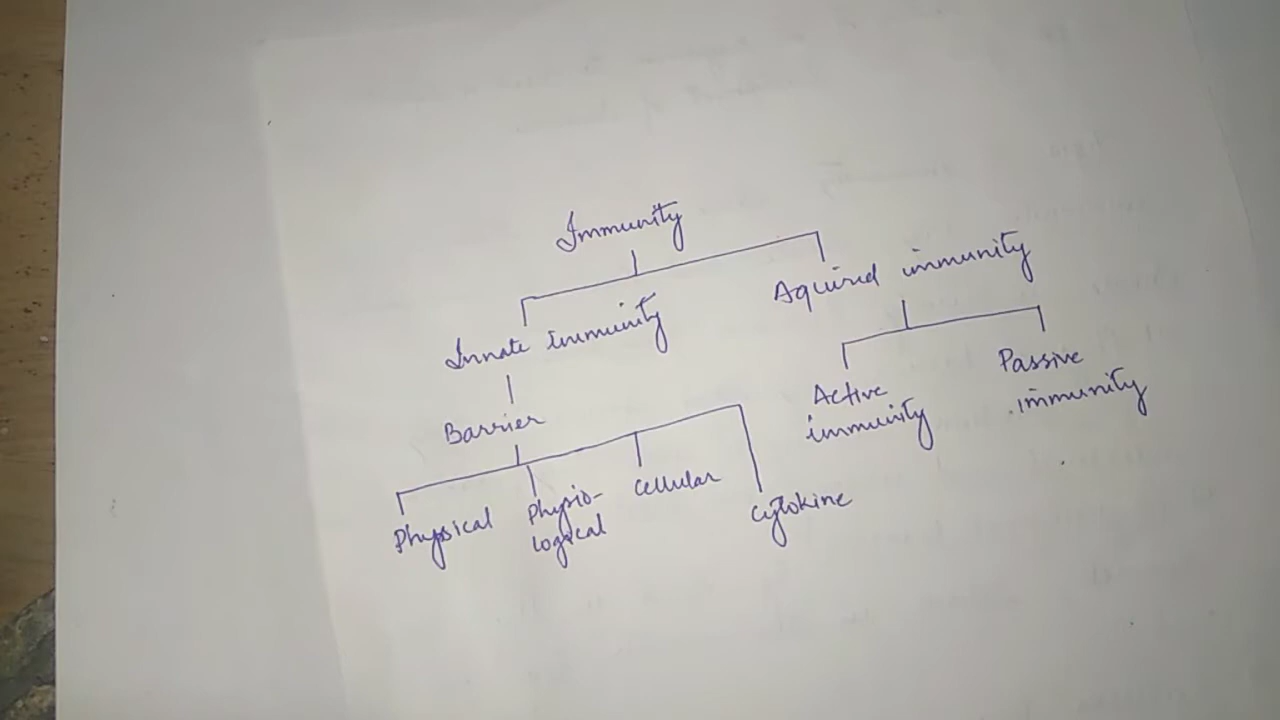 Immunity
Innate immunity
Aquired immunity
Barrier
Active
immunity
Passive
immunity
Physical
Physio-
logical
Cellular
Cytokine